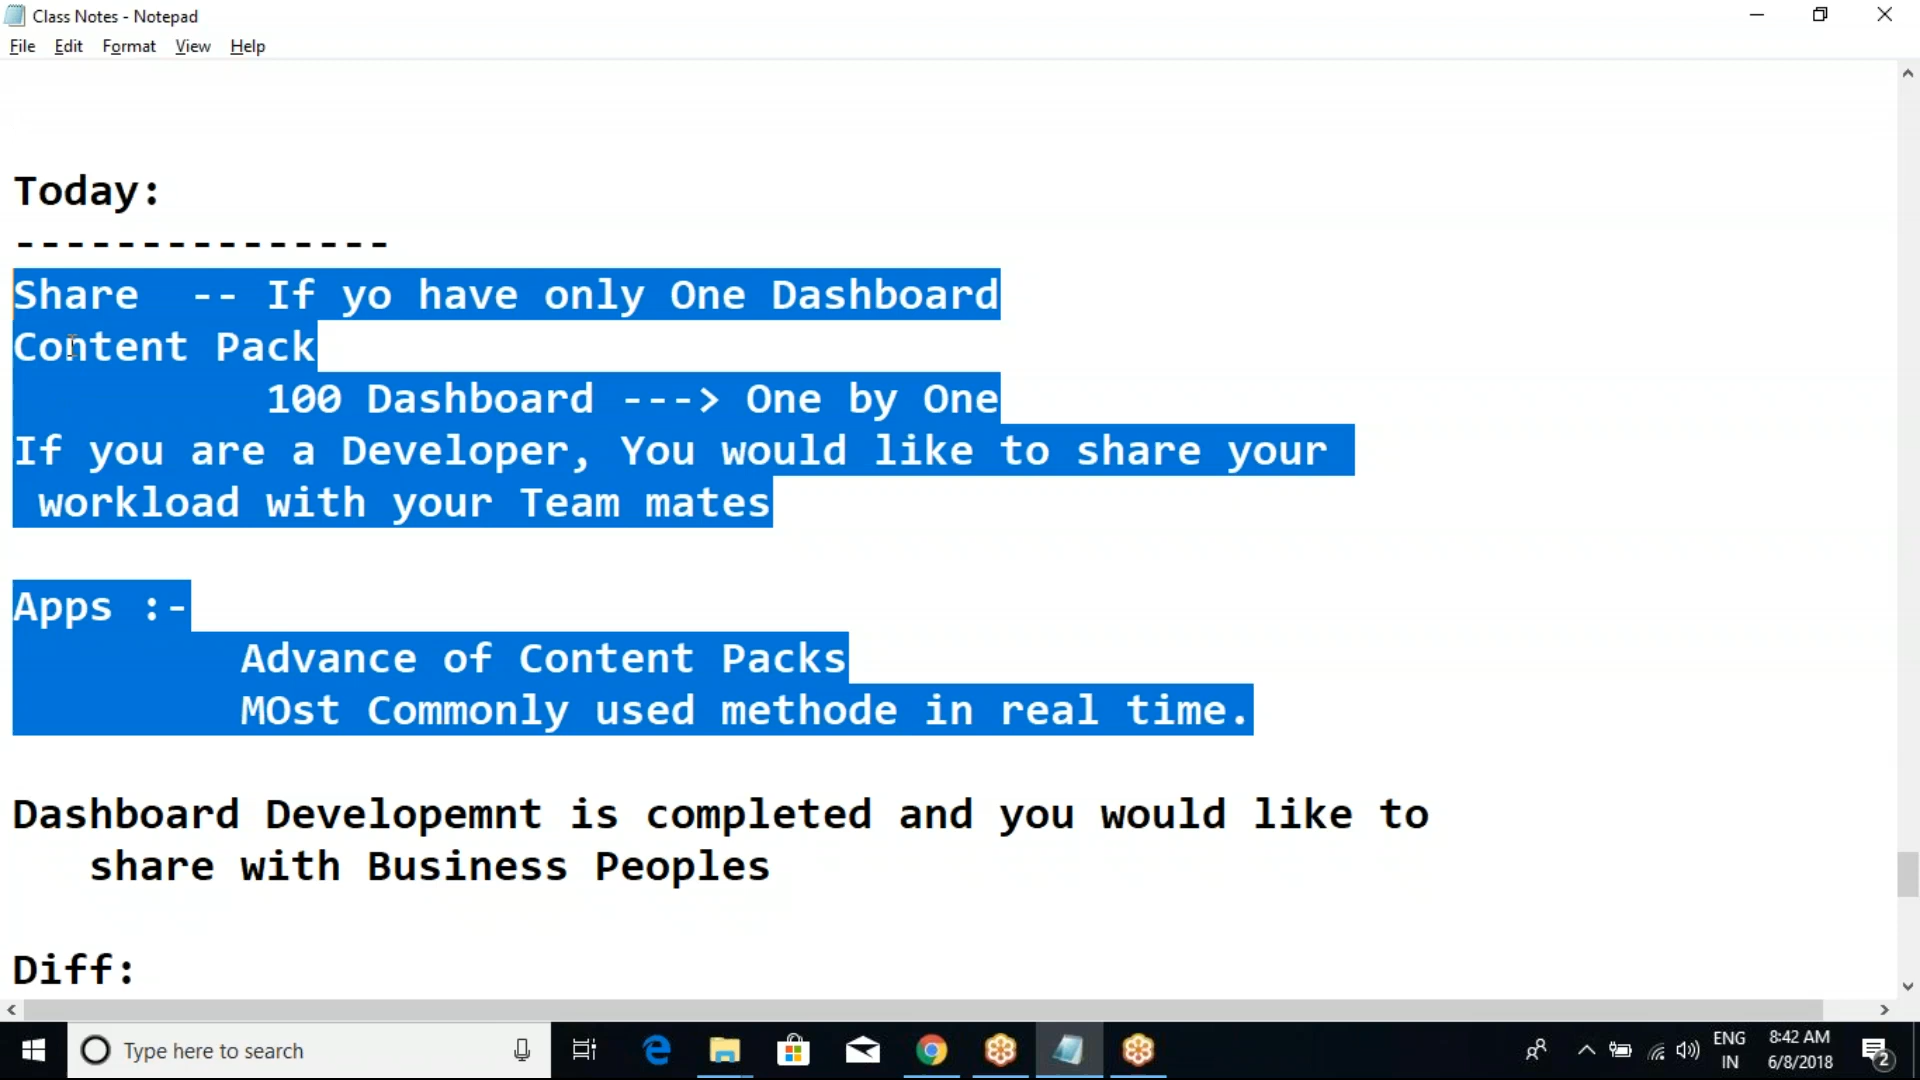 Class Notes - Notepad
File Edit Format View Help
Today:
---------------
Share  -- If yo have only One Dashboard
Content Pack
100 Dashboard ---> One by One
If you are a Developer, You would like to share your
workload with your Team mates
Apps :-
Advance of Content Packs
MOst Commonly used methode in real time.
Dashboard Developemnt is completed and you would like to
share with Business Peoples
Diff:
Type here to search
ENG
IN
8:42 AM
6/8/2018
2